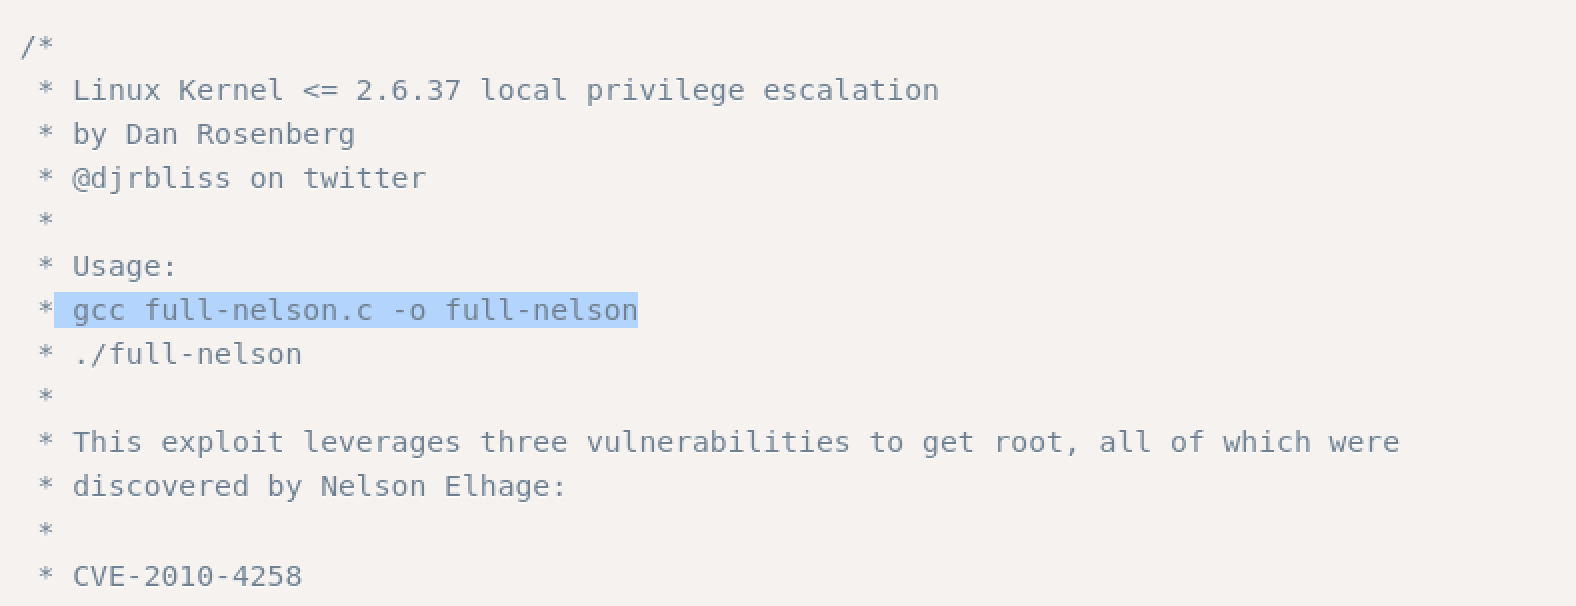 /*
 * Linux Kernel <= 2.6.37 local privilege escalation
 * by Dan Rosenberg
 * @djrbliss on twitter
 *
 * Usage:
 * gcc full-nelson.c -o full-nelson
 * ./full-nelson
 *
 * This exploit leverages three vulnerabilities to get root, all of which were
 * discovered by Nelson Elhage:
 *
 * CVE-2010-4258